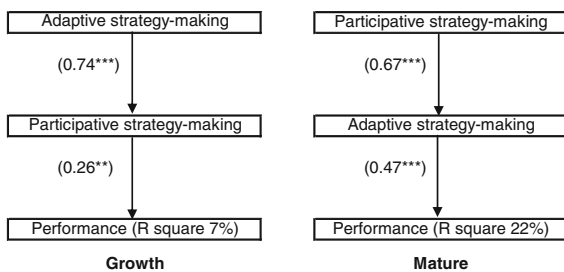 Adaptive strategy-making
(0.74***)
Participative strategy-making
(0.26**)
Performance (R square 7%)
Growth
Participative strategy-making
(0.67***)
Adaptive strategy-making
(0.47***)
Performance (R square 22%)
Mature